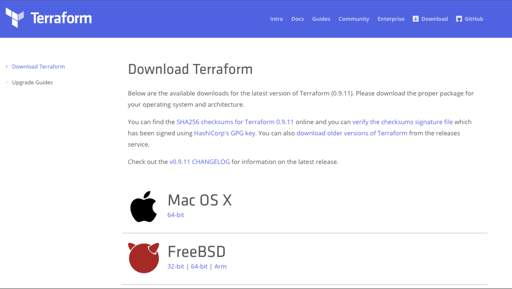 Terraform
Intro Docs Guides Community Enterprise Download GitHub
Download Terraform
Upgrade Guides
Download Terraform
Below are the available downloads for the latest version of Terraform (0.9.11). Please download the proper package for
your operating system and architecture.
You can find the SHA256 checksums for Terraform 0.9.11 online and you can verify the checksums signature file which
has been signed using HashiCorp's GPG key. You can also download older versions of Terraform from the releases
service.
Check out the v0.9.11 CHANGELOG for information on the latest release.
Mac OS X
64-bit
FreeBSD
32-bit | 64-bit | Arm